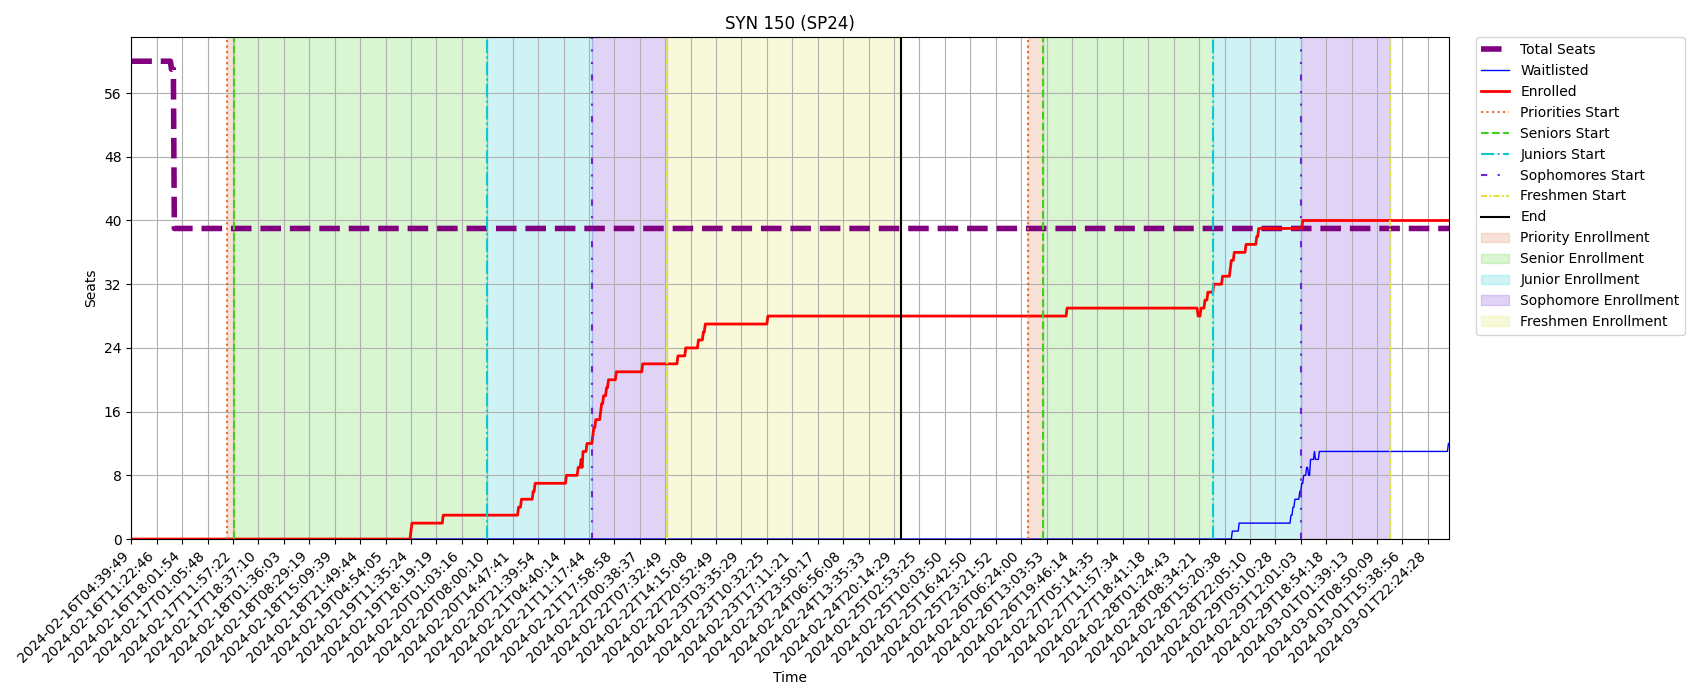 SYN 150 (SP24)
Seats
56
48
40
32
24
16
8
0
2024-02-16T04:39:49
2024-02-16T11:22:46
2024-02-16T18:01:54
2024-02-17T01:05:48
2024-02-17T11:57:22
2024-02-17T18:37:10
2024-02-18T01:36:03
2024-02-18T08:29:19
2024-02-18T15:09:39
2024-02-18T21:49:44
2024-02-19T04:54:05
2024-02-19T11:35:24
2024-02-19T18:19:19
2024-02-20T01:03:16
2024-02-20T08:00:10
2024-02-20T14:47:41
2024-02-20T21:39:54
2024-02-21T04:40:14
2024-02-21T11:17:44
2024-02-21T17:58:58
2024-02-22T00:38:37
2024-02-22T07:32:49
2024-02-22T14:15:08
2024-02-22T20:52:49
2024-02-23T03:35:29
2024-02-23T10:32:25
2024-02-23T17:11:21
2024-02-23T23:50:17
2024-02-24T06:56:08
2024-02-24T13:35:33
2024-02-24T20:14:29
2024-02-25T02:53:25
2024-02-25T10:03:50
2024-02-25T16:42:50
2024-02-25T23:21:52
2024-02-26T06:24:00
2024-02-26T13:03:53
2024-02-26T19:46:14
2024-02-27T05:14:35
2024-02-27T11:57:34
2024-02-27T18:41:18
2024-02-28T01:24:43
2024-02-28T08:34:21
2024-02-28T15:20:38
2024-02-28T22:05:10
2024-02-29T05:10:28
2024-02-29T12:01:03
2024-02-29T18:54:18
2024-03-01T01:39:13
2024-03-01T08:50:09
2024-03-01T15:38:56
2024-03-01T22:24:28
Time
Total Seats
Waitlisted
Enrolled
Priorities Start
Seniors Start
Juniors Start
Sophomores Start
Freshmen Start
End
Priority Enrollment
Senior Enrollment
Junior Enrollment
Sophomore Enrollment
Freshmen Enrollment